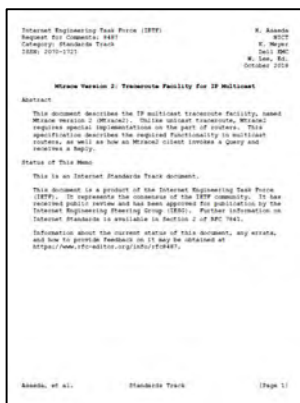 Internet Engineering Task Force (IETF) H. Asaeda
Request for Comments: 8487 NICT
Category: Standards Track K. Meyer
ISSN: 2070-1721 Dell EMC
W. Lee, Ed.
October 2018
Mtrace Version 2: Traceroute Facility for IP Multicast
Abstract
This document describes the IP multicast traceroute facility, named
Mtrace version 2 (Mtrace2). Unlike unicast traceroute, Mtrace2
requires special implementations on the part of routers. This
specification describes the required functionality in multicast
routers, as well as how an Mtrace2 client invokes a Query and
receives a Reply.
Status of This Memo
This is an Internet Standards Track document.
This document is a product of the Internet Engineering Task Force
(IETF). It represents the consensus of the IETF community. It has
received public review and has been approved for publication by the
Internet Engineering Steering Group (IESG). Further information on
Internet Standards is available in Section 2 of RFC 7841.
Information about the current status of this document, any errata,
and how to provide feedback on it may be obtained at
https://www.rfc-editor.org/info/rfc8487.
Asaeda, et al. Standards Track [Page 1]